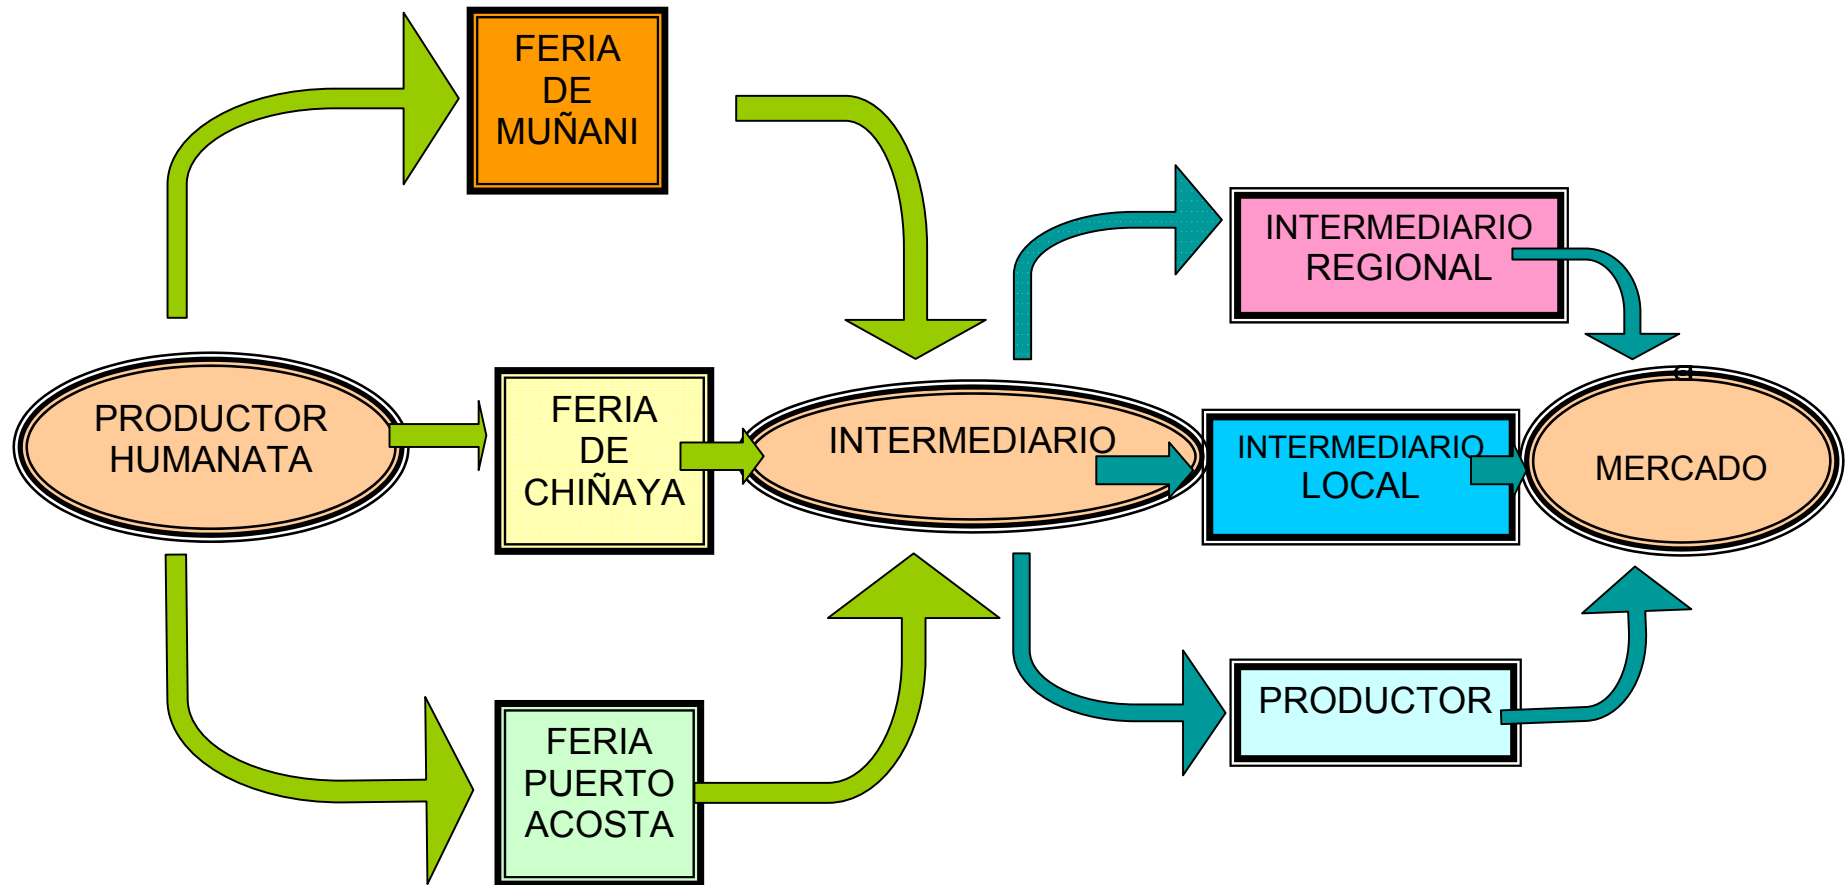 FERIA
DE
MUÑANI
INTERMEDIARIO
REGIONAL
PRODUCTOR
HUMANATA
FERIA
DE
CHIÑAYA
INTERMEDIARIO
INTERMEDIARIO
LOCAL
MERCADO
FERIA
PUERTO
ACOSTA
PRODUCTOR